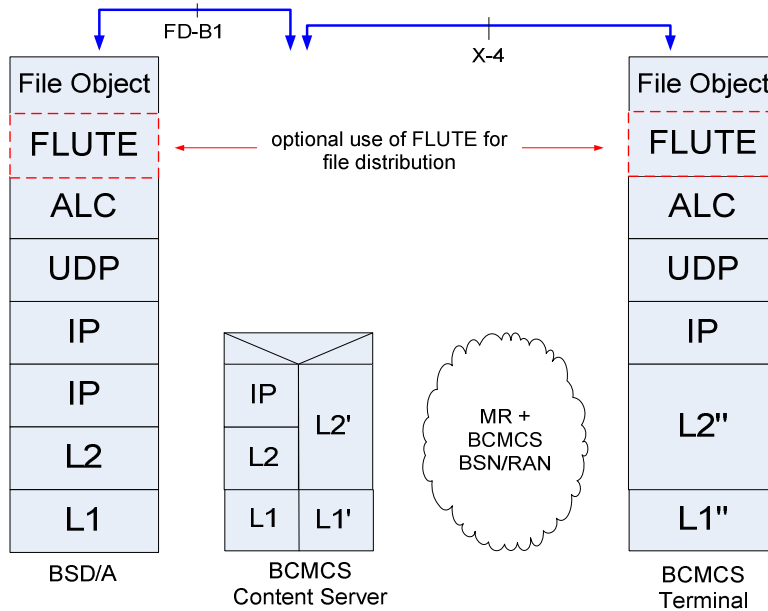 FD-B1
X-4
File Object
FLUTE
ALC
UDP
IP
IP
L2
L1
BSD/A
optional use of FLUTE for
file distribution
IP
L2
L1
L2'
L1'
BCMCS
Content Server
MR +
BCMCS
BSN/RAN
File Object
FLUTE
ALC
UDP
IP
L2"
L1"
BCMCS
Terminal